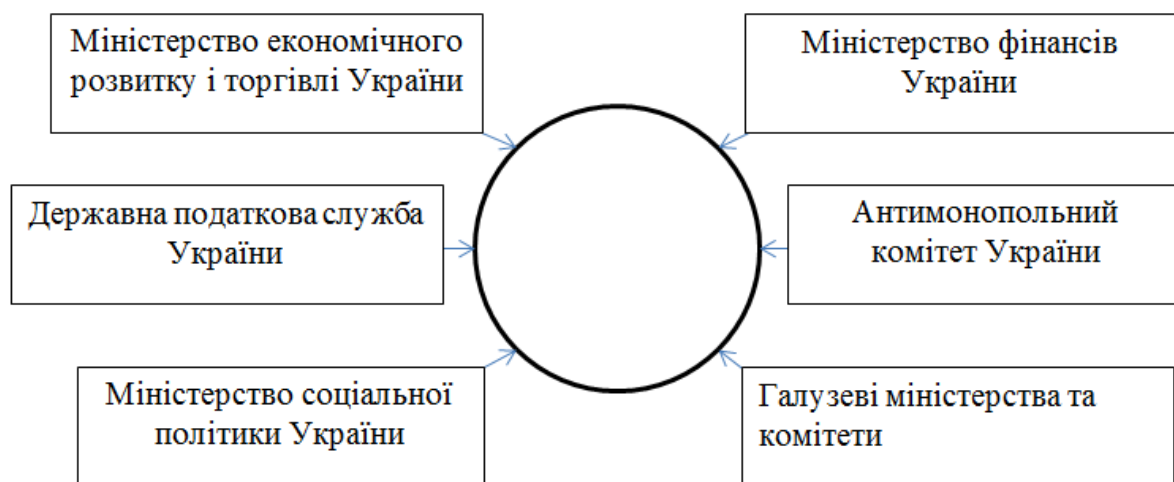 Міністерство економічного
розвитку і торгівлі України
Міністерство фінансів
України
Державна податкова служба
України
Антимонопольний
комітет України
Міністерство соціальної
політики України
Галузеві міністерства та
комітети